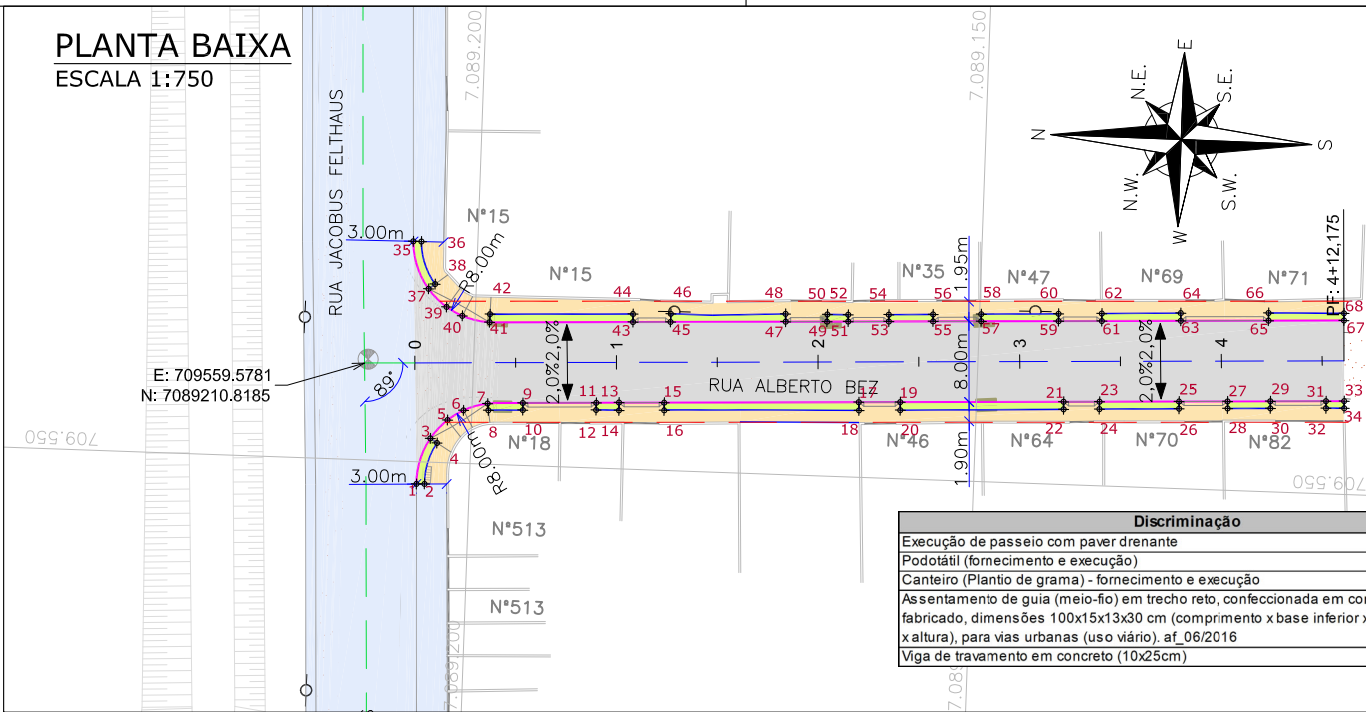 PLANTA BAIXA
ESCALA 1:750
RUA JACOBUS FELTHAUS
7.089.200
7.089.150
E
N.E.
S.E.
N
S
N.W.
S.W.
W
N°15
3.00m
35
36
38
R8.00m
37
39
40
N°15
N°35
N°47
N°69
N°71
1.95m
PF: 4+12,175
42
44
46
48
50
52
54
56
58
60
62
64
66
68
41
43
45
47
49
51
53
55
57
59
61
63
65
67
E: 709559.5781
N: 7089210.8185
89°
0
1
2
3
4
2,0%
2,0%
2,0%
2,0%
8.00m
RUA ALBERTO BEZ
1
2
3
4
5
6
7
9
11
13
15
17
19
21
23
25
27
29
31
33
8
10
12
14
16
18
20
22
24
26
28
30
32
34
N°18
N°46
N°64
N°70
N°82
R8.00m
3.00m
1.90m
709.550
709.550
N°513
N°513
7.089.200
Discriminação
Execução de passeio com paver drenante
Podotátil (fornecimento e execução)
Canteiro (Plantio de grama) - fornecimento e execução
Assentamento de guia (meio-fio) em trecho reto, confeccionada em
fabricado, dimensões 100x15x13x30 cm (comprimento x base inferior x
x altura), para vias urbanas (uso viário). af_06/2016
Viga de travamento em concreto (10x25cm)